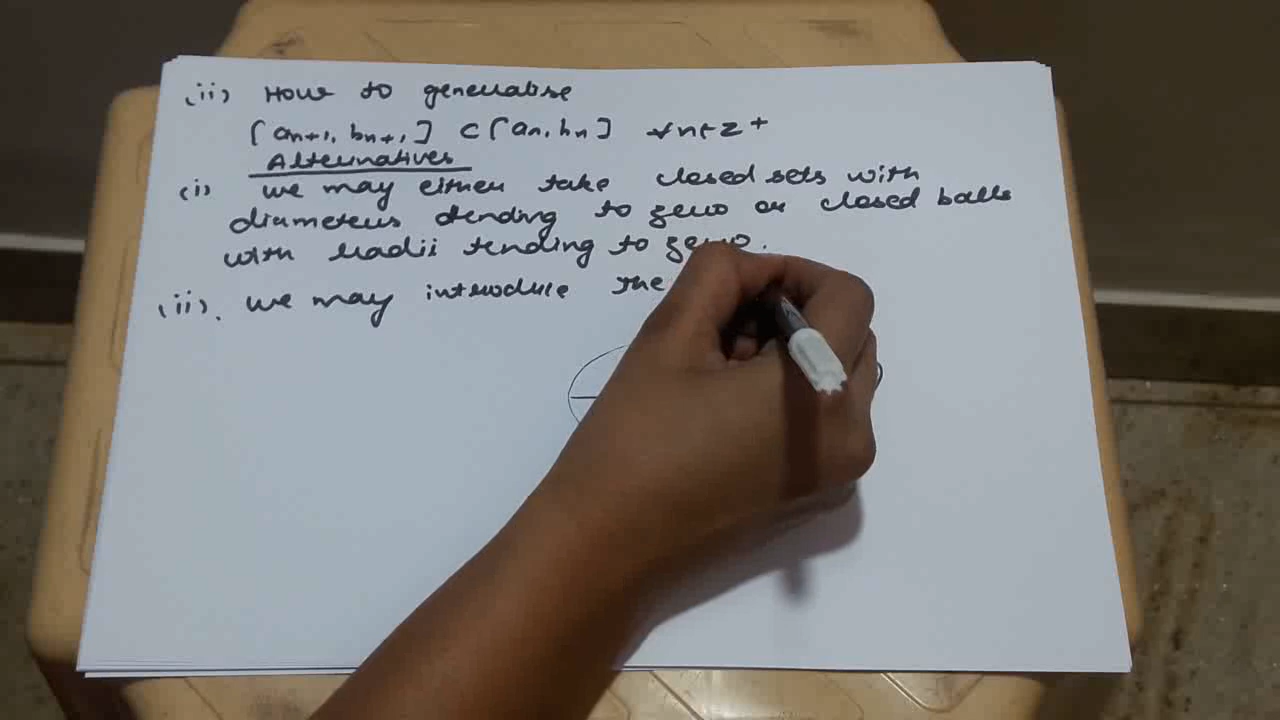 (ii) How to generalise
[an+1, bn+1] ⊂ [an, bn] ∀n∈Z+
Alternatives
(i) we may either take closed sets with
diameters tending to zero or closed balls
with radii tending to zero.
(ii). we may introduce the